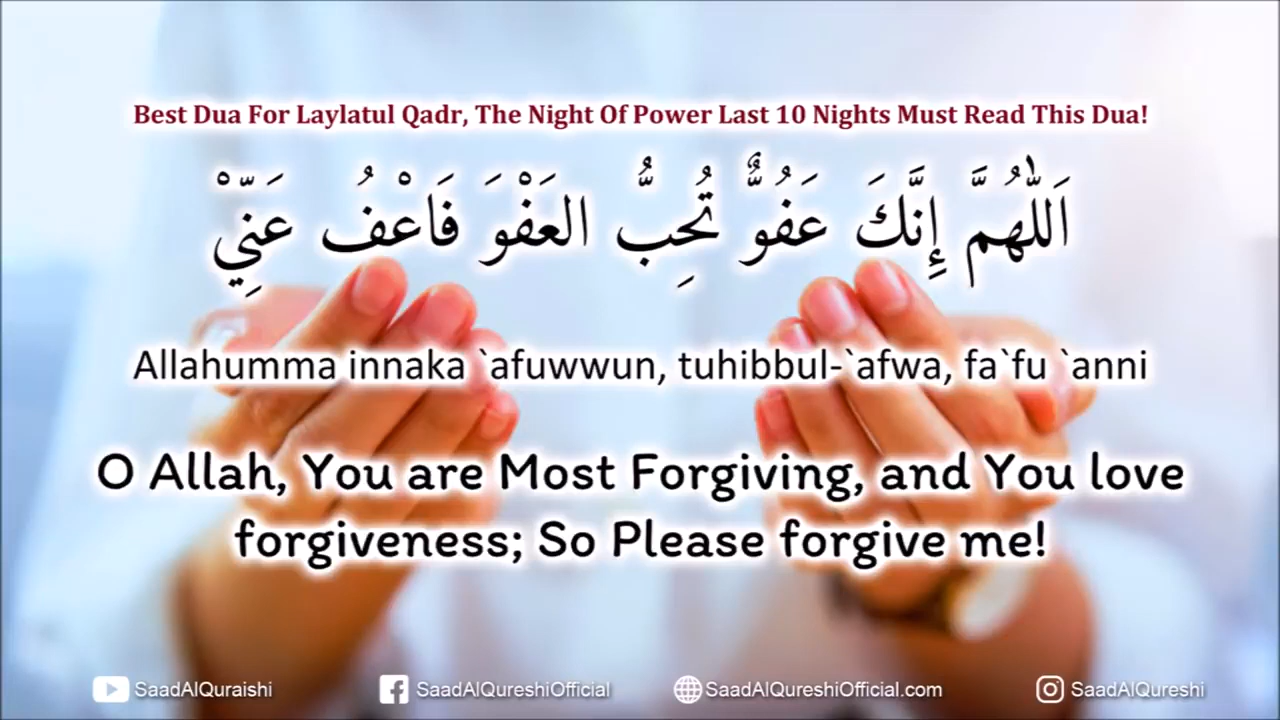 Best Dua For Laylatul Qadr, The Night Of Power Last 10 Nights Must Read This Dua!
اَللّٰهُمَّ إِنَّكَ عَفُوٌّ تُحِبُّ العَفْوَ فَاعْفُ عَنِّيْ
Allahumma innaka `afuwwun, tuhibbul-`afwa, fa`fu `anni
O Allah, You are Most Forgiving, and You love
forgiveness; So Please forgive me!
SaadAlQuraishi SaadAlQureshiOfficial SaadAlQureshiOfficial.com SaadAlQureshi